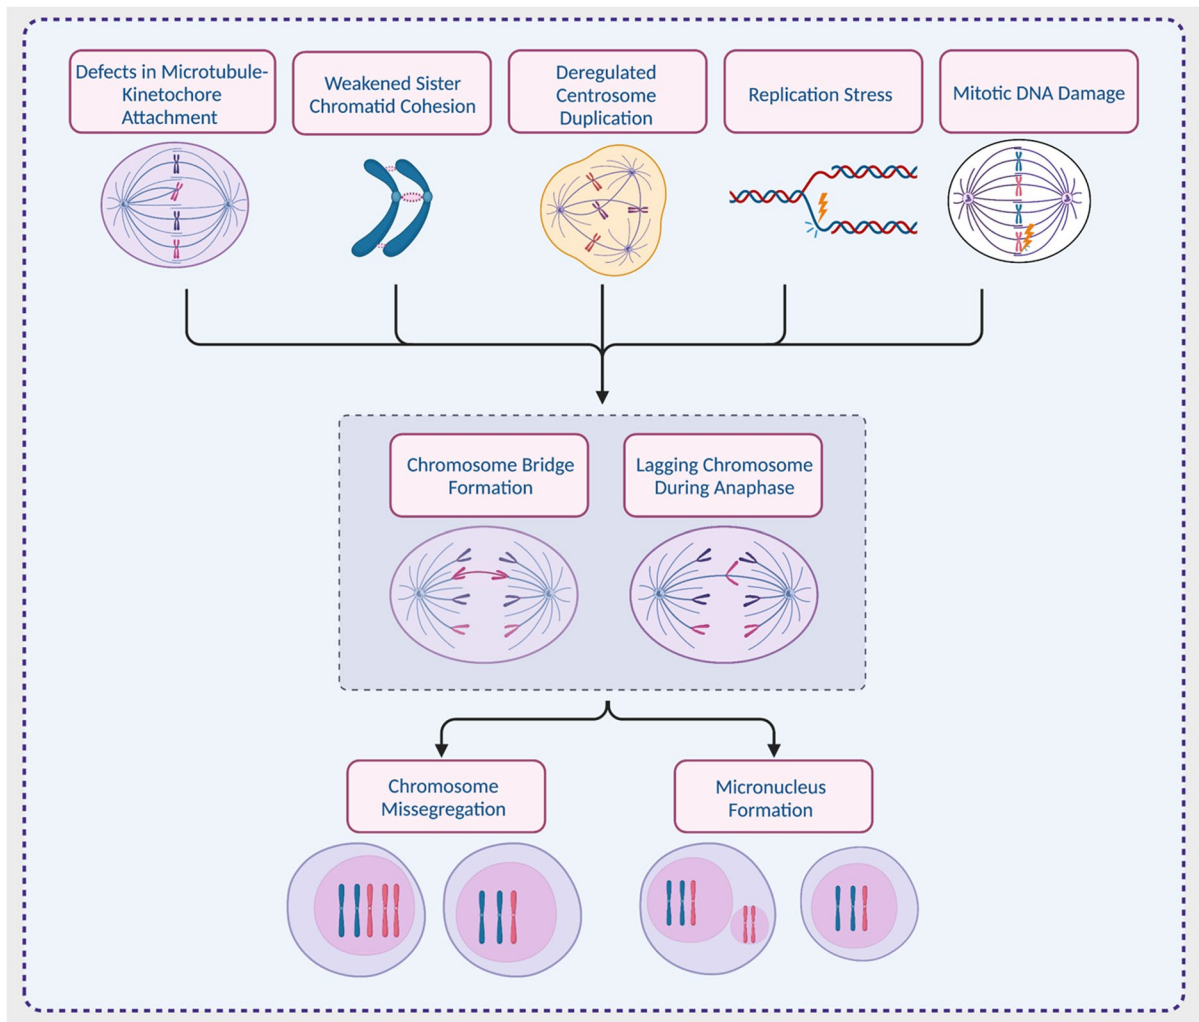 Defects in Microtubule-
Kinetochore
Attachment
Weakened Sister
Chromatid Cohesion
Deregulated
Centrosome
Duplication
Replication Stress
Mitotic DNA Damage
Chromosome Bridge
Formation
Lagging Chromosome
During Anaphase
Chromosome
Missegregation
Micronucleus
Formation